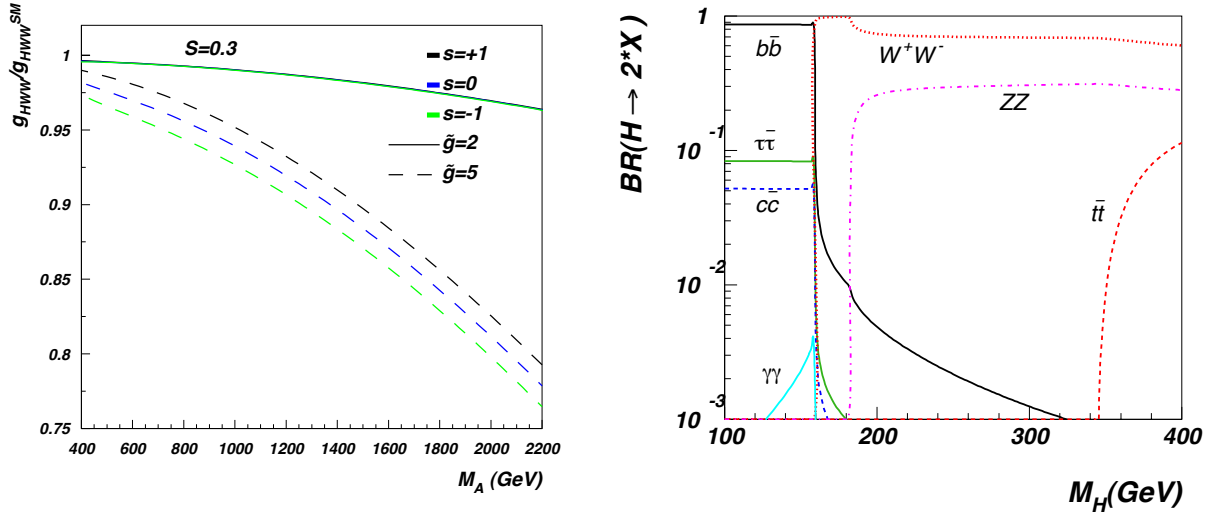 g_HWW/g_HWW^SM
S=0.3
s=+1
s=0
s=-1
g̃=2
g̃=5
1
0.95
0.9
0.85
0.8
0.75
400 600 800 1000 1200 1400 1600 1800 2000 2200
M_A (GeV)
BR(H → 2*X)
1
10^-1
10^-2
10^-3
bb̄
W⁺W⁻
ZZ
ττ̄
cc̄
tt̄
γγ
100 200 300 400
M_H(GeV)